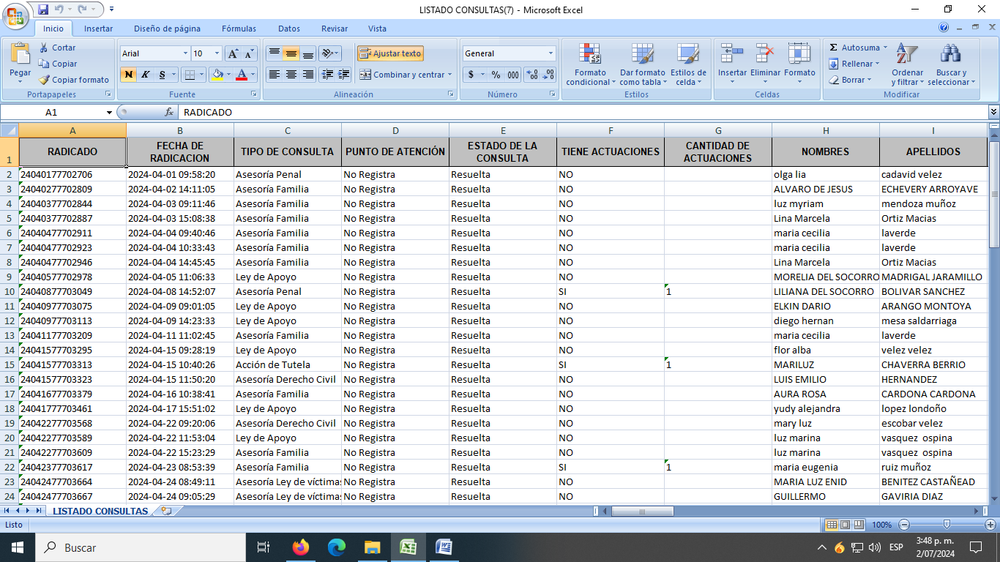 LISTADO CONSULTAS(7) - Microsoft Excel
Inicio Insertar Diseño de página Fórmulas Datos Revisar Vista
Pegar Cortar Copiar Copiar formato Portapapeles
Arial 10 A A N K S A Fuente
Ajustar texto Combinar y centrar Alineación
General $ % 000 Número
Formato condicional Dar formato como tabla Estilos de celda Estilos
Insertar Eliminar Formato Celdas
Autosuma Rellenar Borrar Ordenar y filtrar Buscar y seleccionar Modificar
A1 fx RADICADO
A B C D E F G H I
1 RADICADO FECHA DE RADICACION TIPO DE CONSULTA PUNTO DE ATENCIÓN ESTADO DE LA CONSULTA TIENE ACTUACIONES CANTIDAD DE ACTUACIONES NOMBRES APELLIDOS
2 24040177702706 2024-04-01 09:58:20 Asesoría Penal No Registra Resuelta NO olga lia cadavid velez
3 24040277702809 2024-04-02 14:11:05 Asesoría Familia No Registra Resuelta NO ALVARO DE JESUS ECHEVERY ARROYAVE
4 24040377702844 2024-04-03 09:11:46 Asesoría Familia No Registra Resuelta NO luz myriam mendoza muñoz
5 24040377702887 2024-04-03 15:08:38 Asesoría Familia No Registra Resuelta NO Lina Marcela Ortiz Macias
6 24040477702911 2024-04-04 09:40:46 Asesoría Familia No Registra Resuelta NO maria cecilia laverde
7 24040477702923 2024-04-04 10:33:43 Asesoría Familia No Registra Resuelta NO maria cecilia laverde
8 24040477702946 2024-04-04 14:45:45 Asesoría Familia No Registra Resuelta NO Lina Marcela Ortiz Macias
9 24040577702978 2024-04-05 11:06:33 Ley de Apoyo No Registra Resuelta NO MORELIA DEL SOCORRO MADRIGAL JARAMILLO
10 24040877703049 2024-04-08 14:52:07 Asesoría Penal No Registra Resuelta SI 1 LILIANA DEL SOCORRO BOLIVAR SANCHEZ
11 24040977703075 2024-04-09 09:01:05 Ley de Apoyo No Registra Resuelta NO ELKIN DARIO ARANGO MONTOYA
12 24040977703113 2024-04-09 14:23:33 Ley de Apoyo No Registra Resuelta NO diego hernan mesa saldarriaga
13 24041177703209 2024-04-11 11:02:45 Asesoría Familia No Registra Resuelta NO maria cecilia laverde
14 24041577703295 2024-04-15 09:28:19 Ley de Apoyo No Registra Resuelta NO flor alba velez velez
15 24041577703313 2024-04-15 10:40:26 Acción de Tutela No Registra Resuelta SI 1 MARILUZ CHAVERRA BERRIO
16 24041577703323 2024-04-15 11:50:20 Asesoría Derecho Civil No Registra Resuelta NO LUIS EMILIO HERNANDEZ
17 24041677703379 2024-04-16 10:38:41 Asesoría Familia No Registra Resuelta NO AURA ROSA CARDONA CARDONA
18 24041777703461 2024-04-17 15:51:02 Ley de Apoyo No Registra Resuelta NO yudy alejandra lopez londoño
19 24042277703568 2024-04-22 09:20:06 Asesoría Derecho Civil No Registra Resuelta NO mary luz escobar velez
20 24042277703589 2024-04-22 11:53:04 Ley de Apoyo No Registra Resuelta NO luz marina vasquez ospina
21 24042277703609 2024-04-22 15:23:29 Asesoría Familia No Registra Resuelta NO luz marina vasquez ospina
22 24042377703617 2024-04-23 08:53:39 Asesoría Familia No Registra Resuelta SI 1 maria eugenia ruiz muñoz
23 24042477703664 2024-04-24 08:49:11 Asesoría Ley de víctimas No Registra Resuelta NO MARIA LUZ ENID BENITEZ CASTAÑEAD
24 24042477703667 2024-04-24 09:05:29 Asesoría Ley de víctimas No Registra Resuelta NO GUILLERMO GAVIRIA DIAZ
LISTADO CONSULTAS
Listo 100%
Buscar ESP 3:48 p. m.
2/07/2024